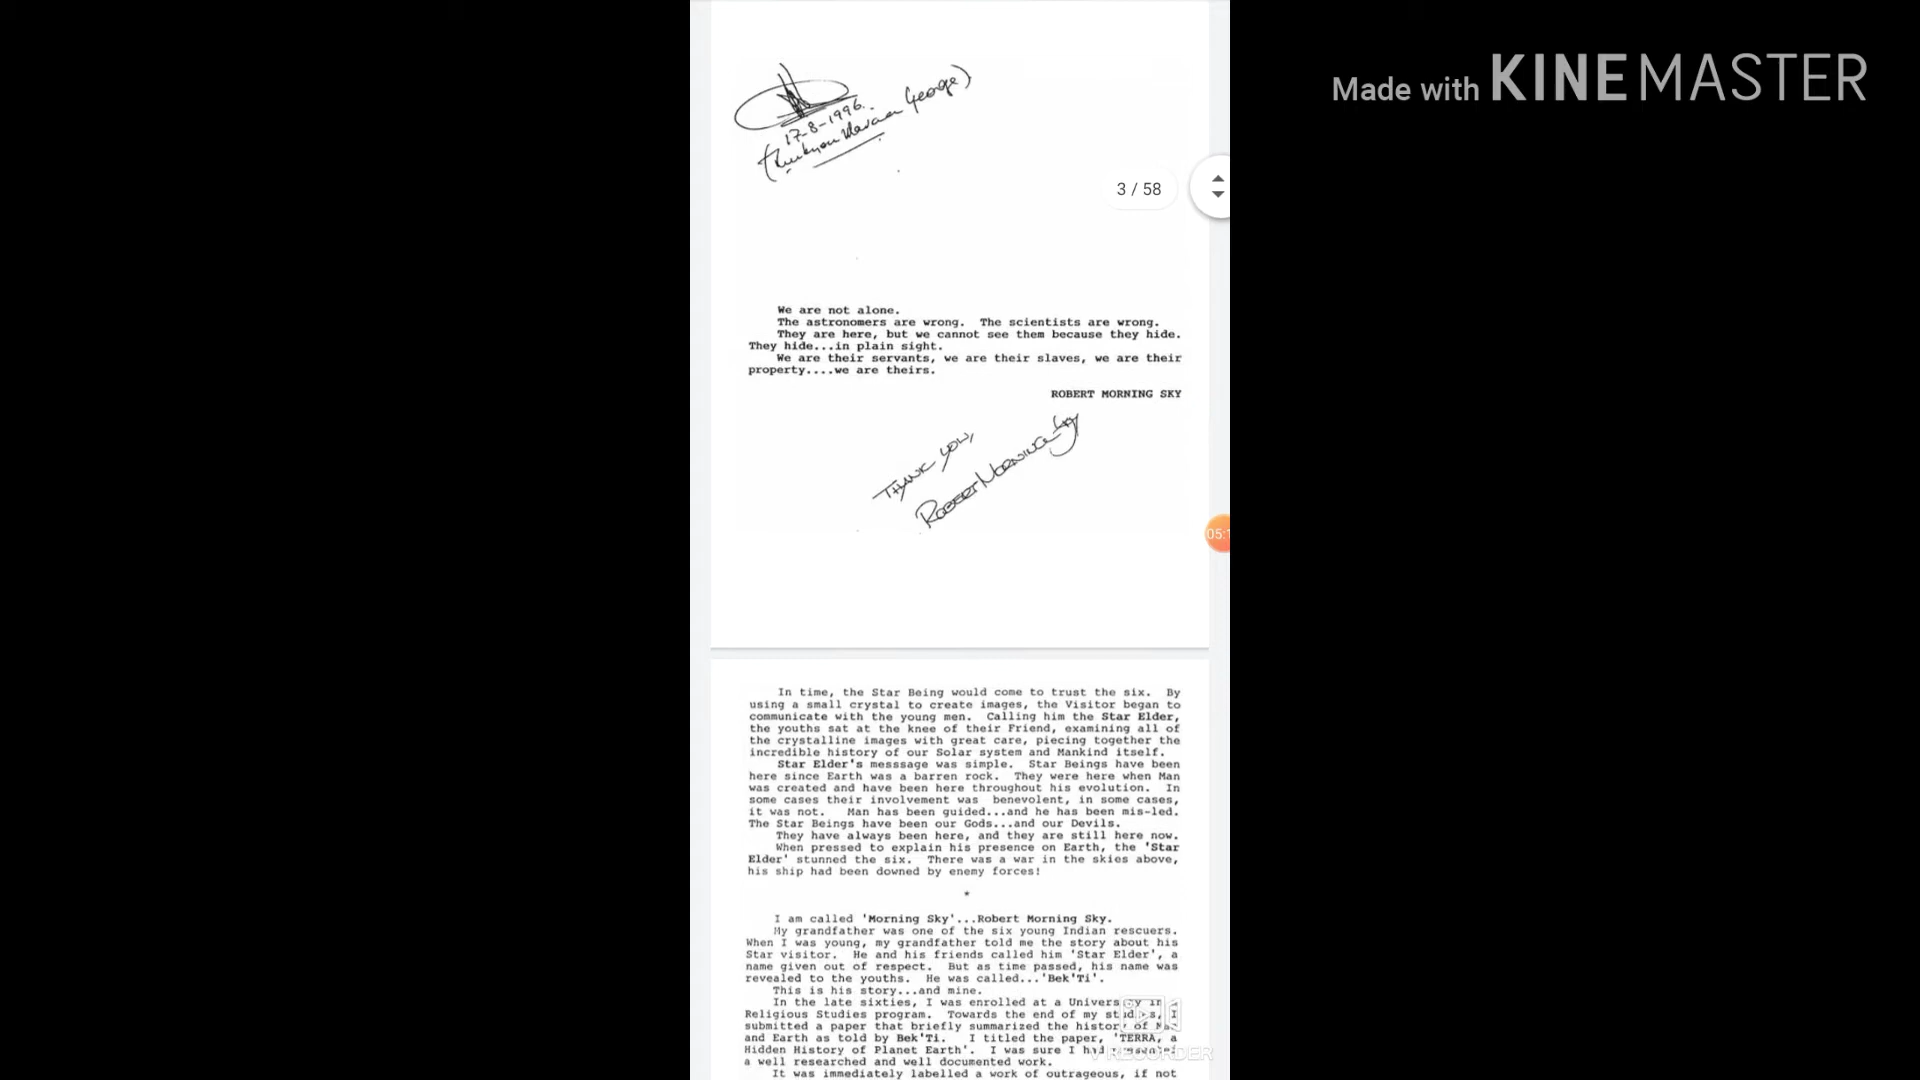 Made with KINEMASTER
17-8-1996.
George)
3 / 58
We are not alone.
The astronomers are wrong. The scientists are wrong.
They are here, but we cannot see them because they hide.
They hide...in plain sight.
We are their servants, we are their slaves, we are their
property....we are theirs.
ROBERT MORNING SKY
THANK YOU,
ROBERT MORNING SKY
05:1
In time, the Star Being would come to trust the six. By
using a small crystal to create images, the Visitor began to
communicate with the young men. Calling him the Star Elder,
the youths sat at the knee of their Friend, examining all of
the crystalline images with great care, piecing together the
incredible history of our Solar system and Mankind itself.
Star Elder's messsage was simple. Star Beings have been
here since Earth was a barren rock. They were here when Man
was created and have been here throughout his evolution. In
some cases their involvement was benevolent, in some cases,
it was not. Man has been guided...and he has been mis-led.
The Star Beings have been our Gods...and our Devils.
They have always been here, and they are still here now.
When pressed to explain his presence on Earth, the 'Star
Elder' stunned the six. There was a war in the skies above,
his ship had been downed by enemy forces!
*
I am called 'Morning Sky'...Robert Morning Sky.
My grandfather was one of the six young Indian rescuers.
When I was young, my grandfather told me the story about his
Star visitor. He and his friends called him 'Star Elder', a
name given out of respect. But as time passed, his name was
revealed to the youths. He was called...'Bek'Ti'.
This is his story...and mine.
In the late sixties, I was enrolled at a University in a
Religious Studies program. Towards the end of my studies, I
submitted a paper that briefly summarized the history of Man
and Earth as told by Bek'Ti. I titled the paper, 'TERRA, a
Hidden History of Planet Earth'. I was sure I had presented
a well researched and well documented work.
It was immediately labelled a work of outrageous, if not
V RECORDER